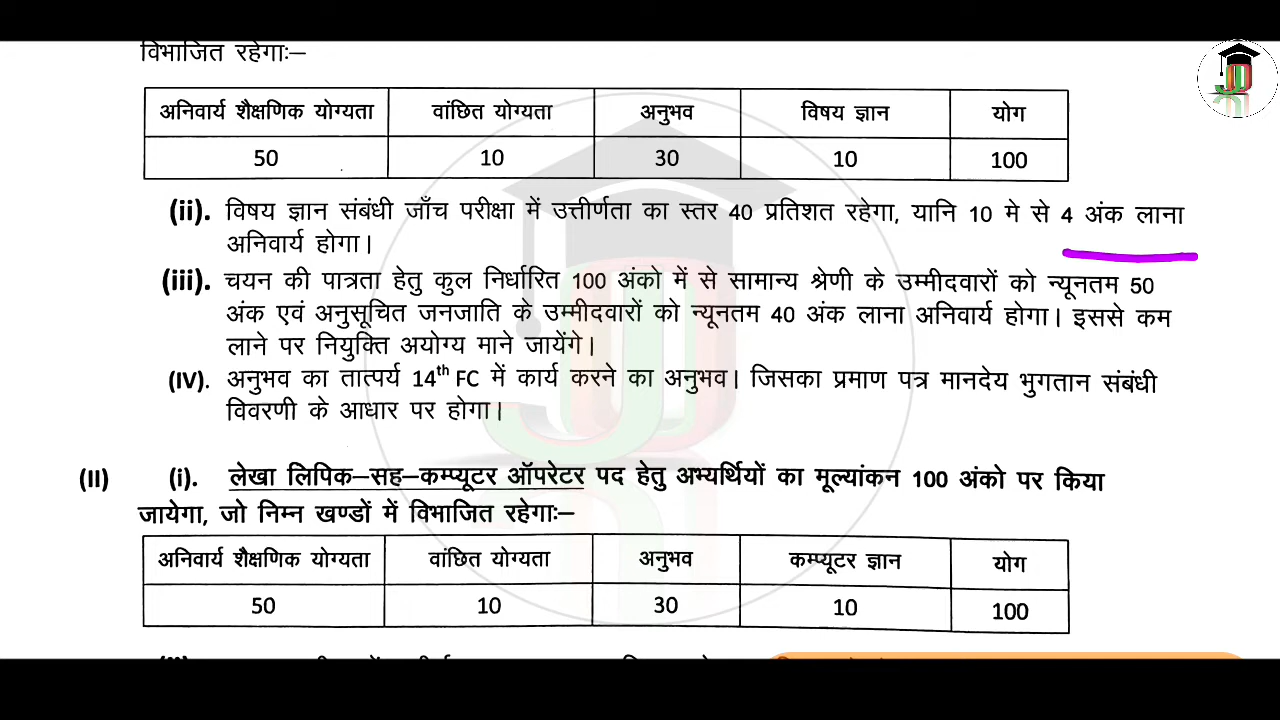 विभाजित रहेगाः–
अनिवार्य शैक्षणिक योग्यता वांछित योग्यता अनुभव विषय ज्ञान योग
50 10 30 10 100
(ii). विषय ज्ञान संबंधी जाँच परीक्षा में उत्तीर्णता का स्तर 40 प्रतिशत रहेगा, यानि 10 मे से 4 अंक लाना
अनिवार्य होगा।
(iii). चयन की पात्रता हेतु कुल निर्धारित 100 अंको में से सामान्य श्रेणी के उम्मीदवारों को न्यूनतम 50
अंक एवं अनुसूचित जनजाति के उम्मीदवारों को न्यूनतम 40 अंक लाना अनिवार्य होगा। इससे कम
लाने पर नियुक्ति अयोग्य माने जायेंगे।
(IV). अनुभव का तात्पर्य 14th FC में कार्य करने का अनुभव। जिसका प्रमाण पत्र मानदेय भुगतान संबंधी
विवरणी के आधार पर होगा।
(II) (i). लेखा लिपिक–सह–कम्प्यूटर ऑपरेटर पद हेतु अभ्यर्थियों का मूल्यांकन 100 अंको पर किया
जायेगा, जो निम्न खण्डों में विभाजित रहेगाः–
अनिवार्य शैक्षणिक योग्यता वांछित योग्यता अनुभव कम्प्यूटर ज्ञान योग
50 10 30 10 100